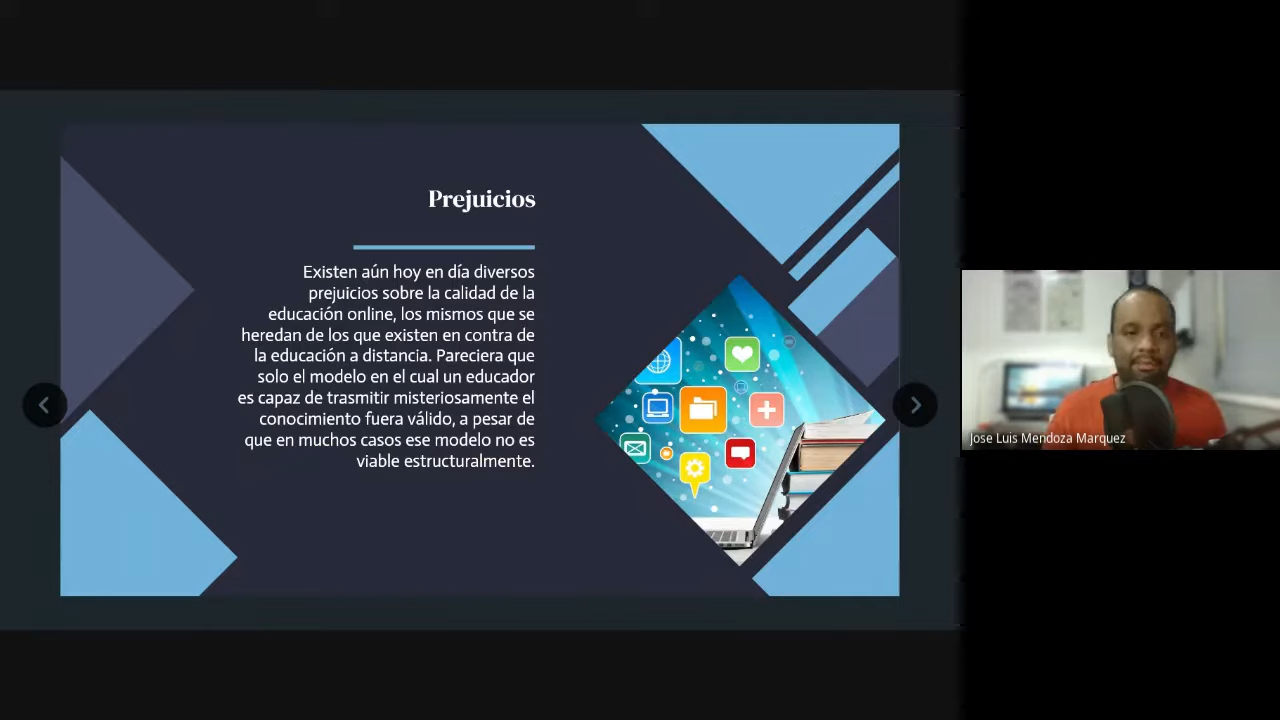 Prejuicios
Existen aún hoy en día diversos
prejuicios sobre la calidad de la
educación online, los mismos que se
heredan de los que existen en contra de
la educación a distancia. Pareciera que
solo el modelo en el cual un educador
es capaz de trasmitir misteriosamente el
conocimiento fuera válido, a pesar de
que en muchos casos ese modelo no es
viable estructuralmente.
Jose Luis Mendoza Marquez